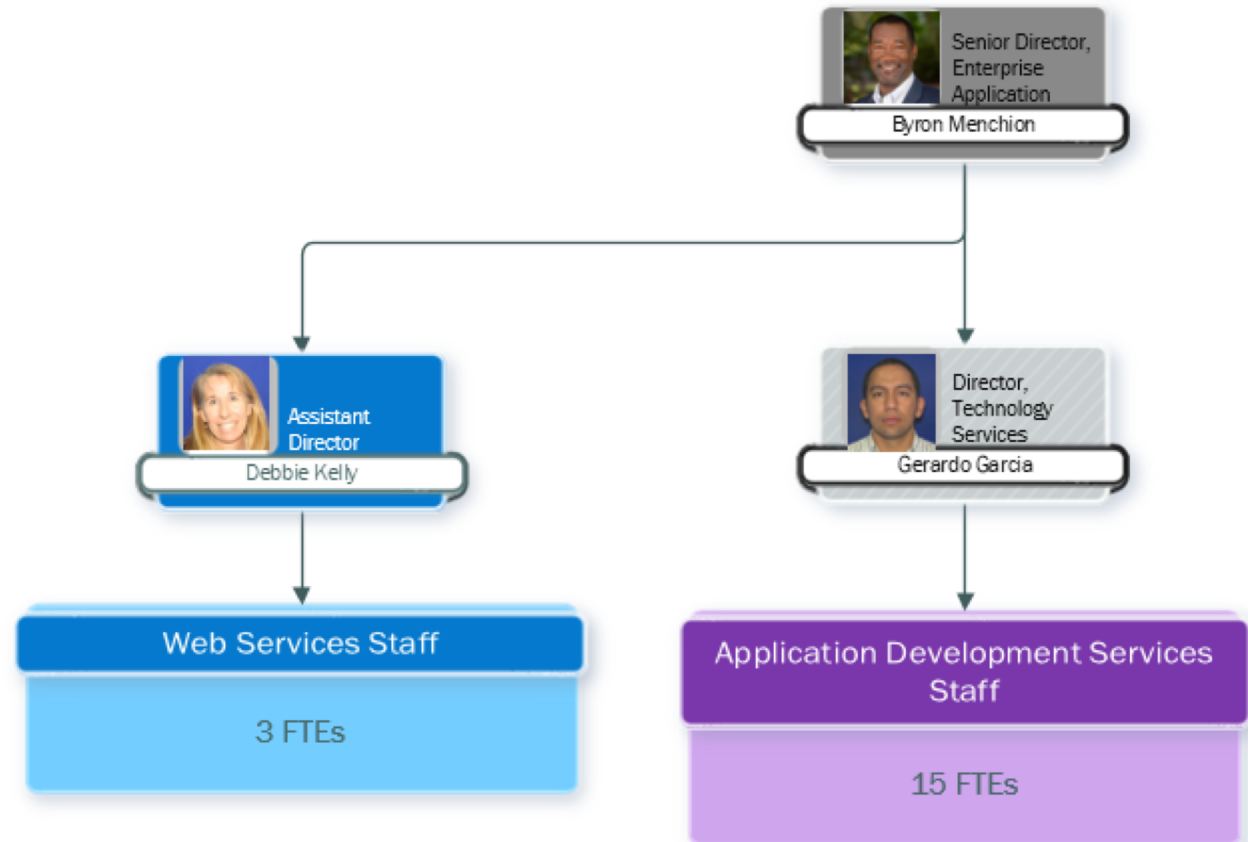 Senior Director,
Enterprise
Application
Byron Menchion
Assistant
Director
Debbie Kelly
Director,
Technology
Services
Gerardo Garcia
Web Services Staff
3 FTEs
Application Development Services
Staff
15 FTEs